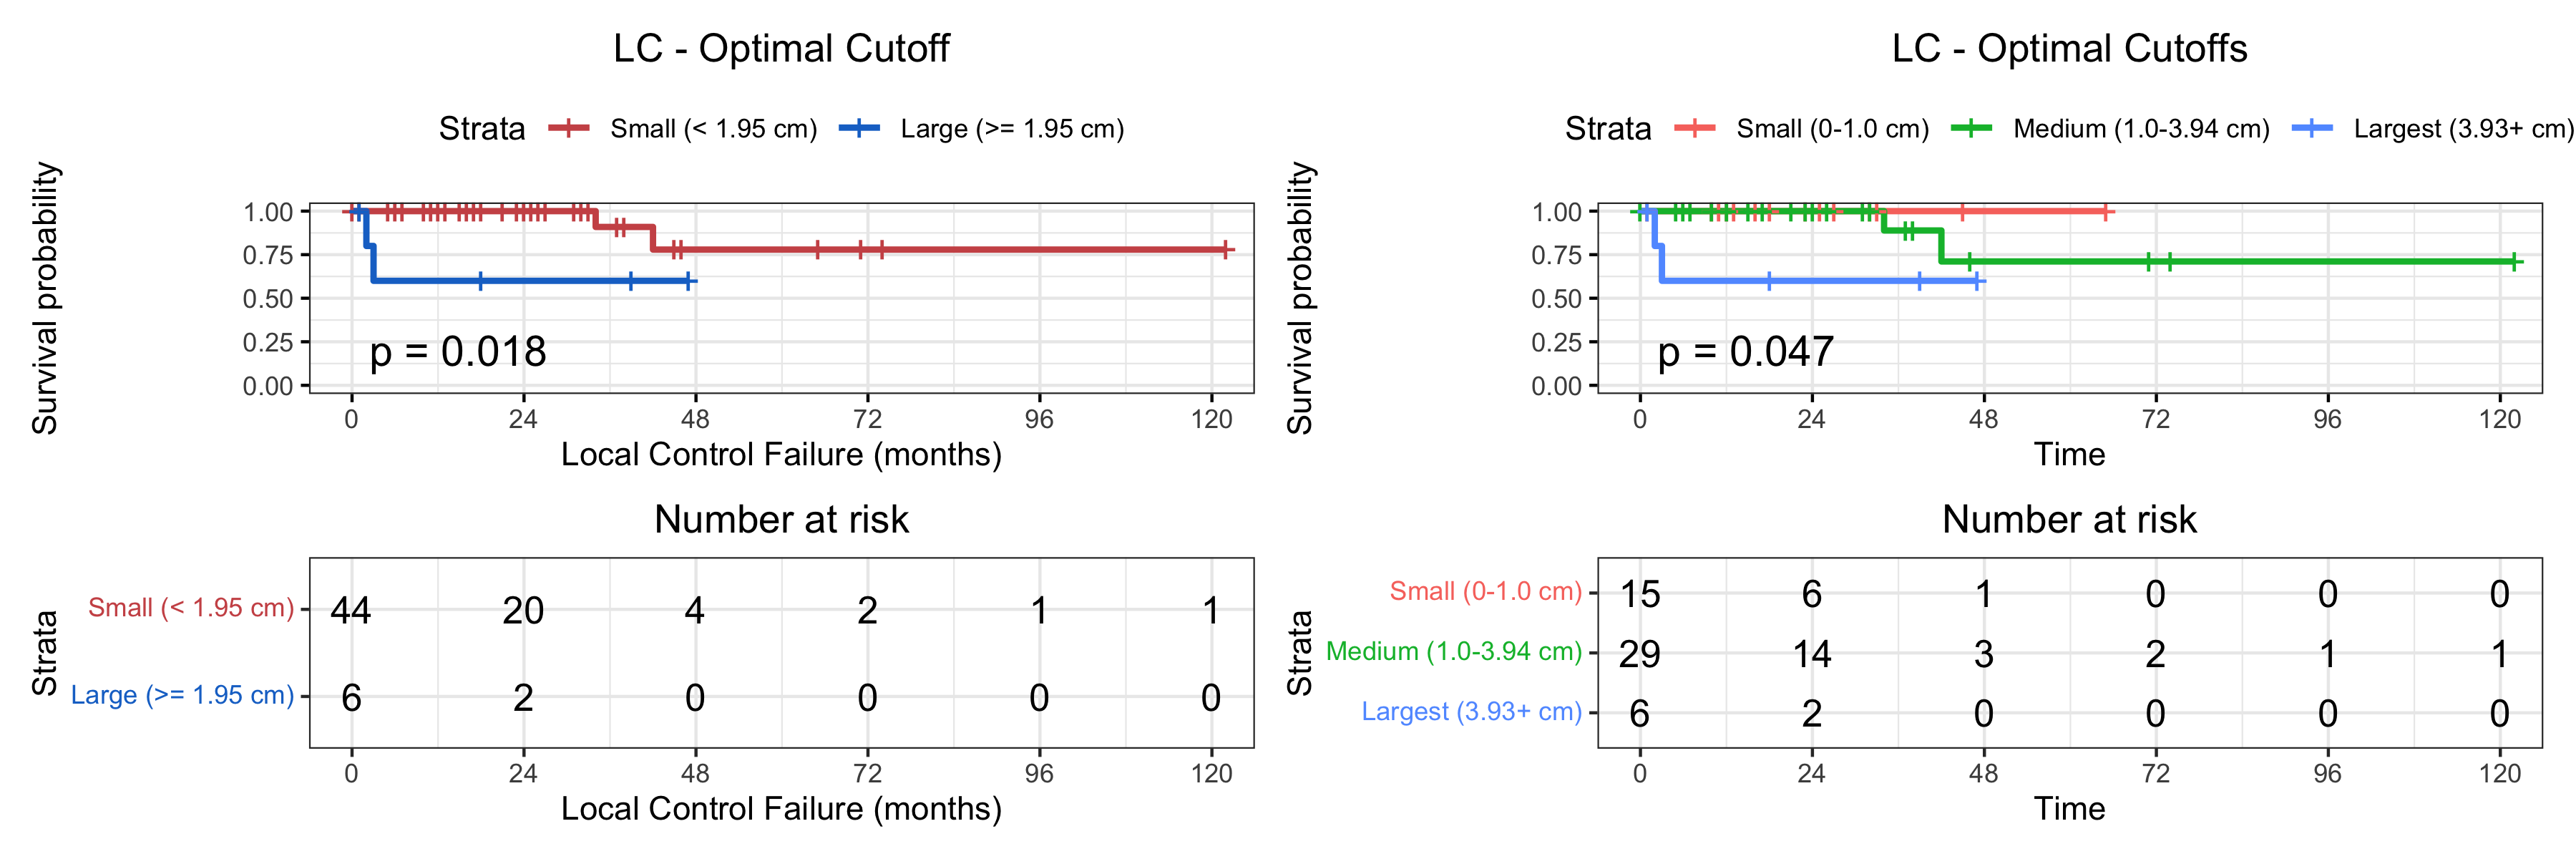 LC - Optimal Cutoff
Strata Small (< 1.95 cm) Large (>= 1.95 cm)
Survival probability
1.00
0.75
0.50
0.25
0.00
p = 0.018
0 24 48 72 96 120
Local Control Failure (months)
Number at risk
Strata
Small (< 1.95 cm) 44 20 4 2 1 1
Large (>= 1.95 cm) 6 2 0 0 0 0
0 24 48 72 96 120
Local Control Failure (months)
LC - Optimal Cutoffs
Strata Small (0-1.0 cm) Medium (1.0-3.94 cm) Largest (3.93+ cm)
Survival probability
1.00
0.75
0.50
0.25
0.00
p = 0.047
0 24 48 72 96 120
Time
Number at risk
Strata
Small (0-1.0 cm) 15 6 1 0 0 0
Medium (1.0-3.94 cm) 29 14 3 2 1 1
Largest (3.93+ cm) 6 2 0 0 0 0
0 24 48 72 96 120
Time